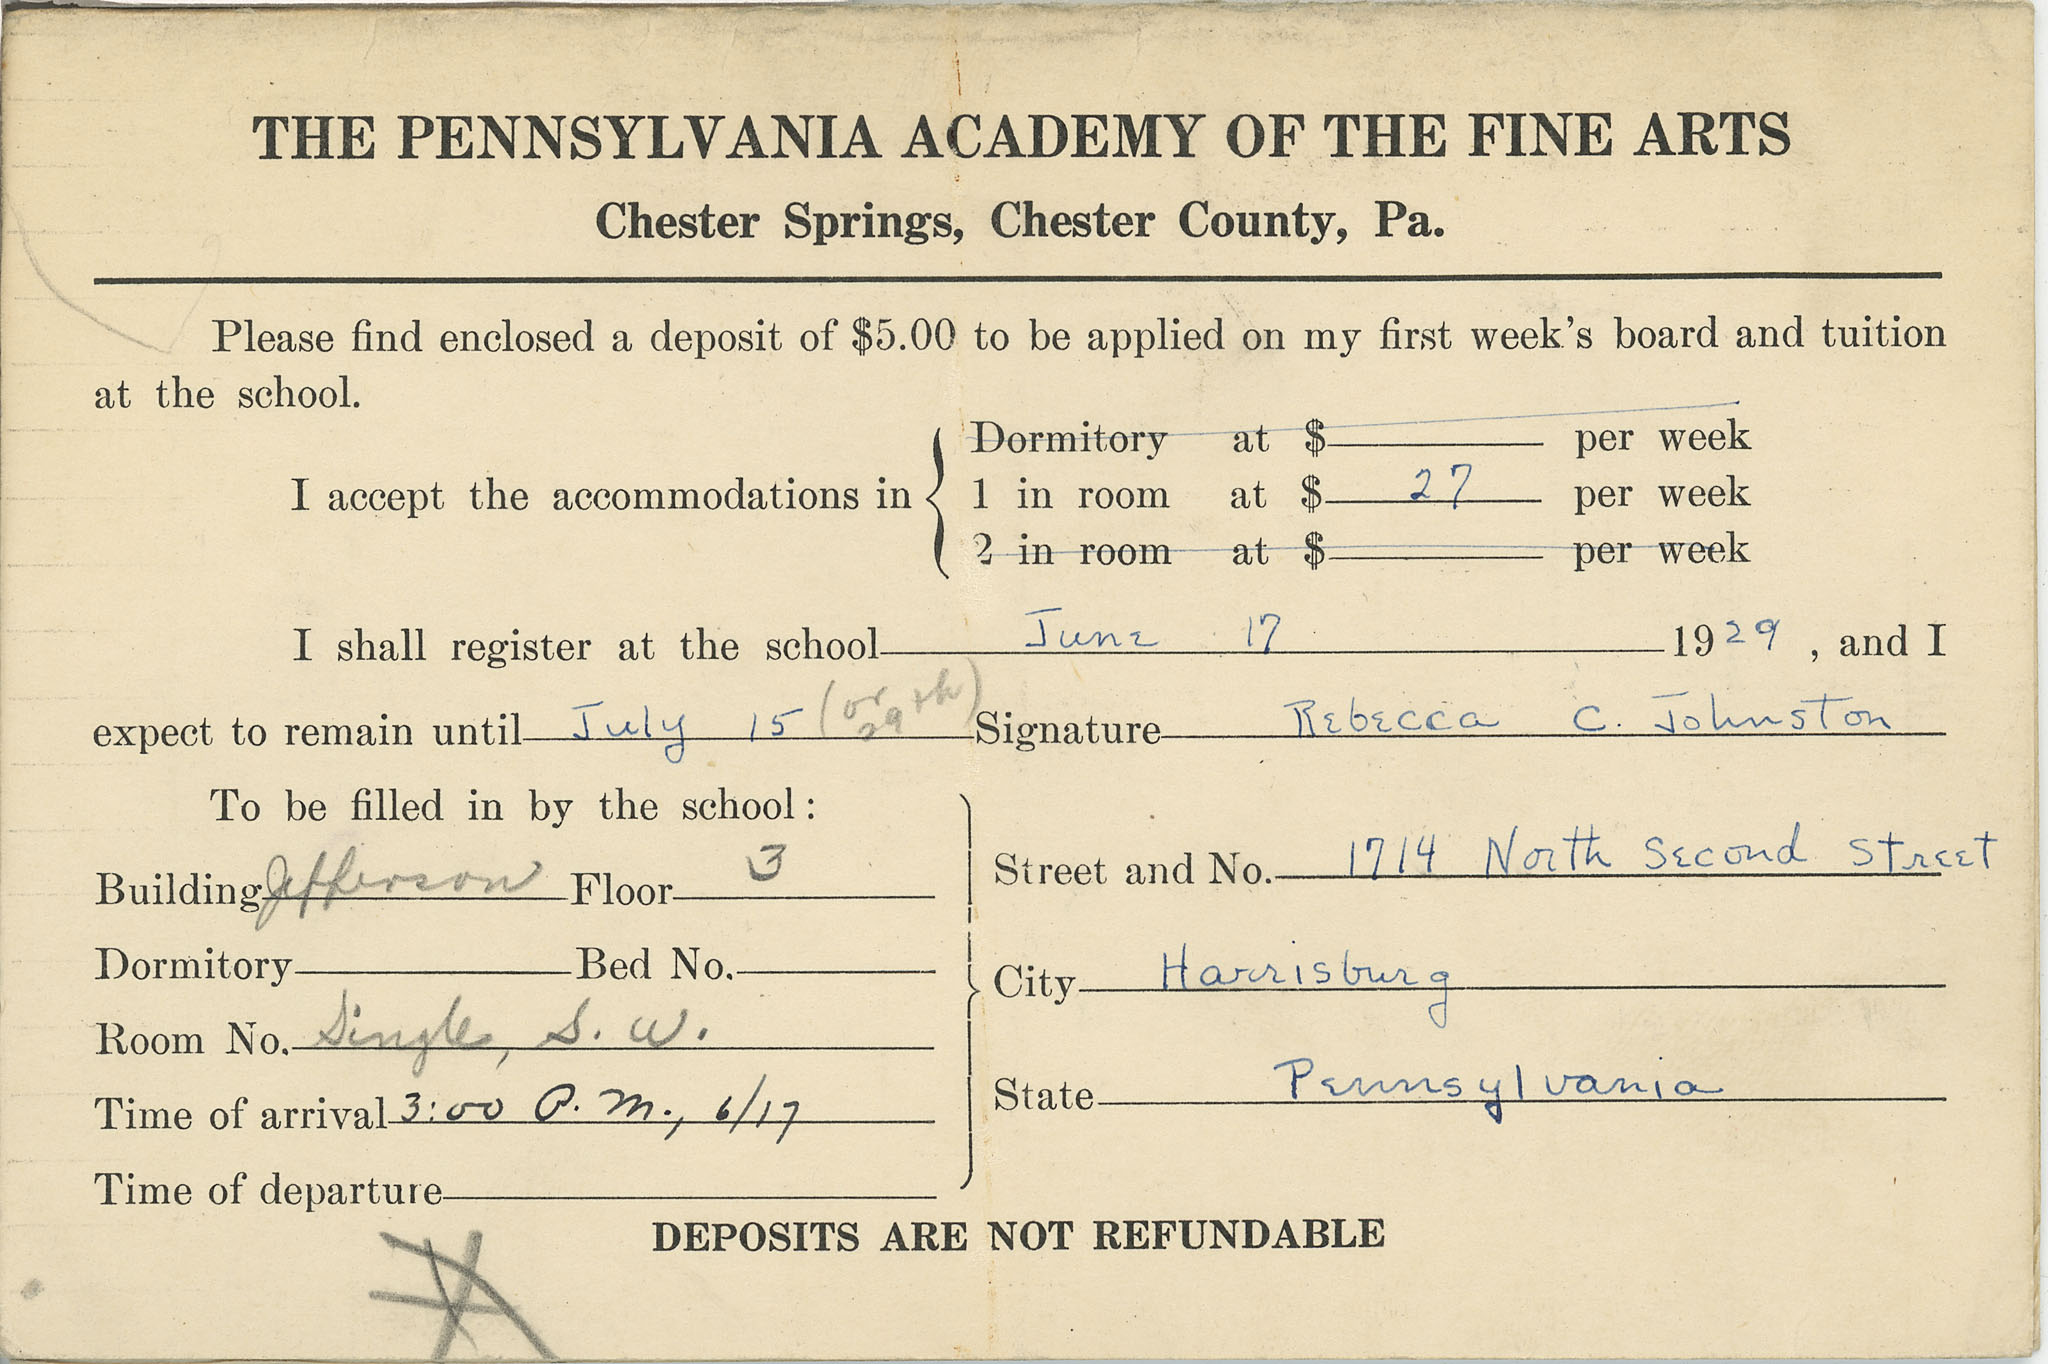 THE PENNSYLVANIA ACADEMY OF THE FINE ARTS
Chester Springs, Chester County, Pa.
Please find enclosed a deposit of $5.00 to be applied on my first week's board and tuition
at the school.
Dormitory at $ per week
I accept the accommodations in 1 in room at $ 27 per week
2 in room at $ per week
I shall register at the school June 17 1929, and I
expect to remain until July 15 (or 29th) Signature Rebecca C. Johnston
To be filled in by the school:
Building Jefferson Floor 3
Street and No. 1714 North Second Street
Dormitory Bed No.
City Harrisburg
Room No. Single, S. W.
State Pennsylvania
Time of arrival 3:00 P. M., 6/17
Time of departure
DEPOSITS ARE NOT REFUNDABLE